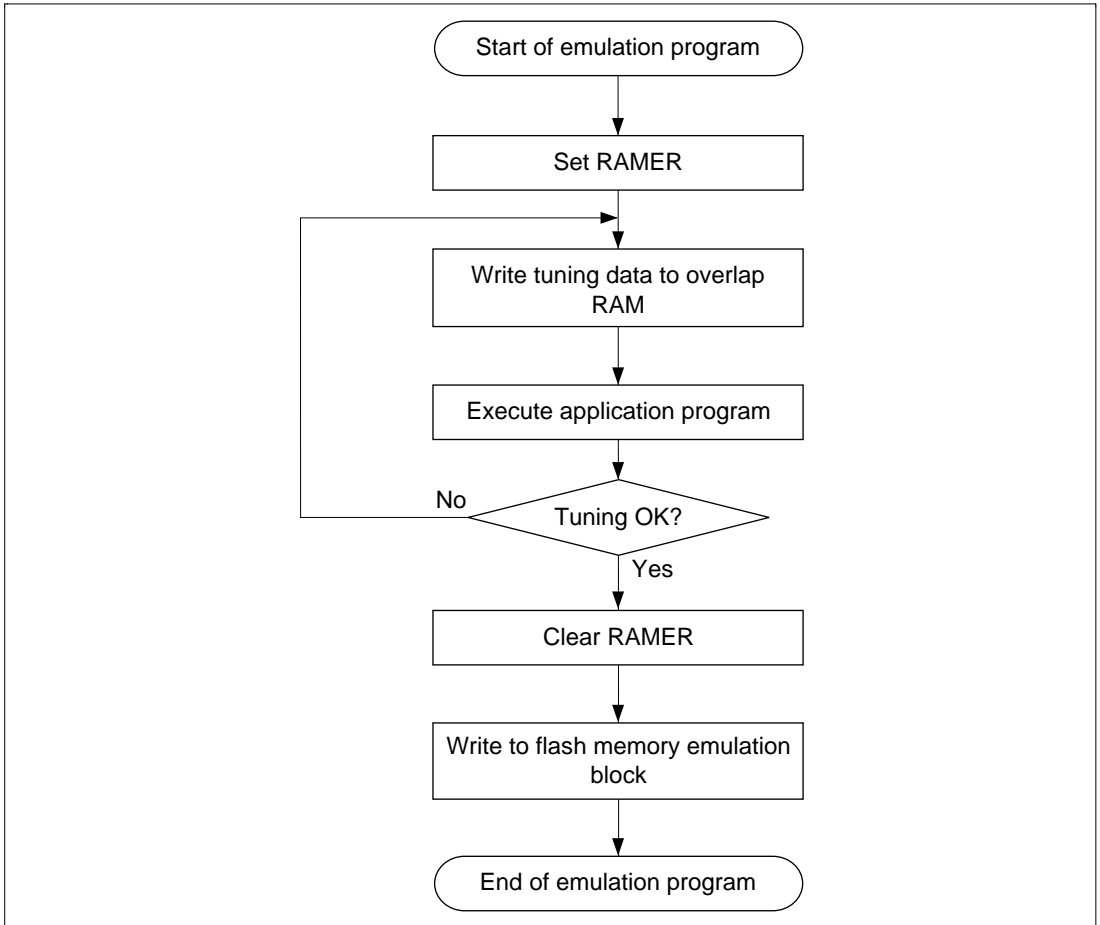 Start of emulation program
Set RAMER
Write tuning data to overlap
RAM
Execute application program
No
Tuning OK?
Yes
Clear RAMER
Write to flash memory emulation
block
End of emulation program